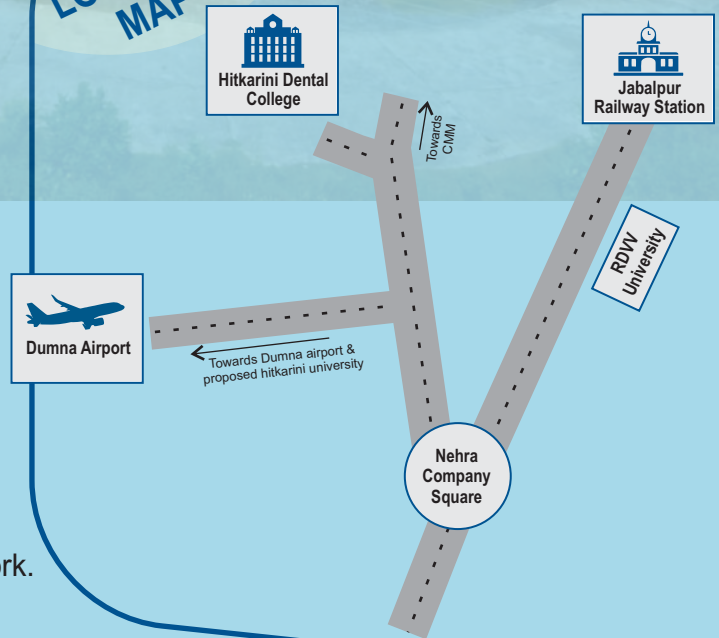 MAP
Hitkarini Dental
College
Jabalpur
Railway Station
Towards
CMM
RDVV
University
Dumna Airport
Towards Dumna airport &
proposed hitkarini university
Nehra
Company
Square